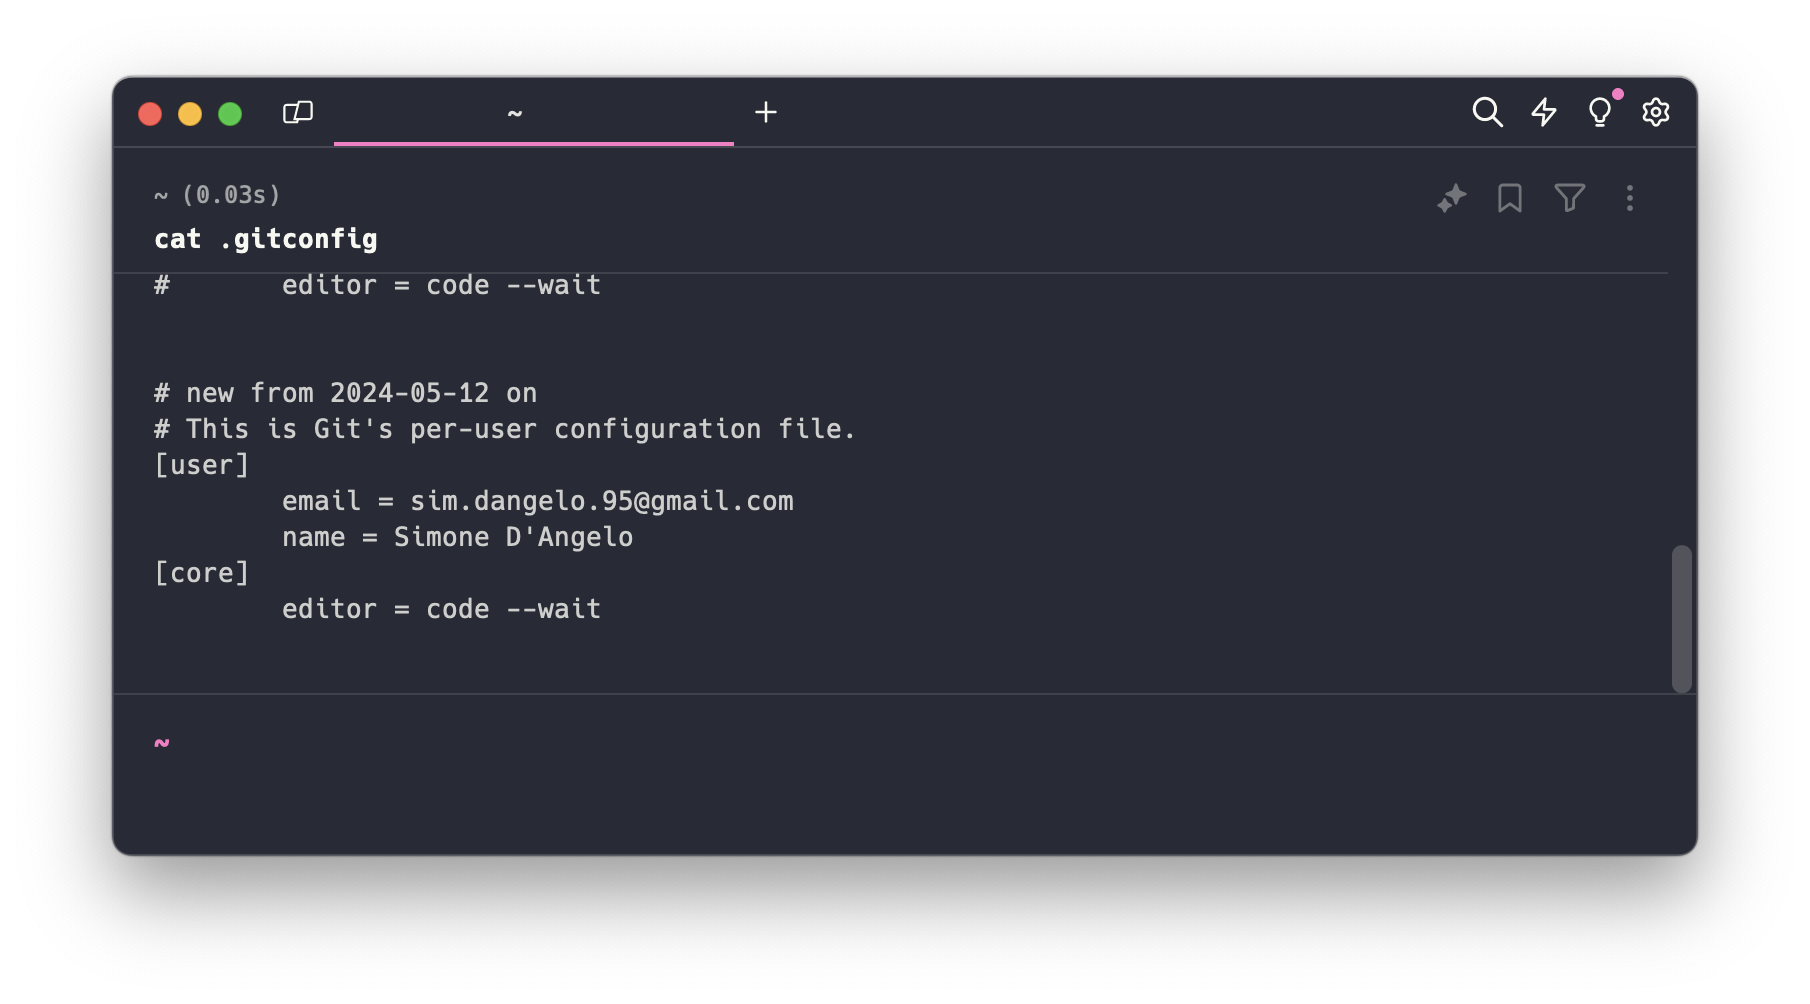 ~
~ (0.03s)
cat .gitconfig
#       editor = code --wait
# new from 2024-05-12 on
# This is Git's per-user configuration file.
[user]
        email = sim.dangelo.95@gmail.com
        name = Simone D'Angelo
[core]
        editor = code --wait
~